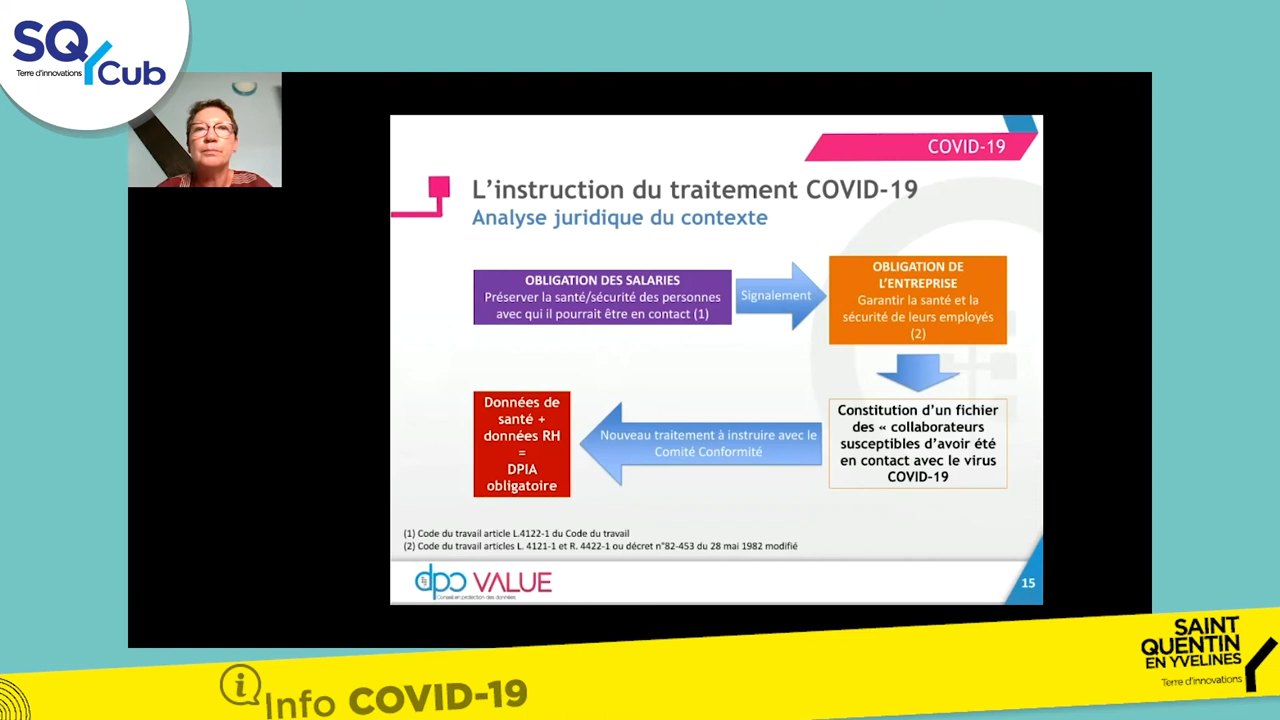 SQY Cub
Terre d'innovations
COVID-19
L'instruction du traitement COVID-19
Analyse juridique du contexte
OBLIGATION DES SALARIES
Préserver la santé/sécurité des personnes
avec qui il pourrait être en contact (1)
Signalement
OBLIGATION DE
L'ENTREPRISE
Garantir la santé et la
sécurité de leurs employés
(2)
Données de
santé +
données RH
=
DPIA
obligatoire
Nouveau traitement à instruire avec le
Comité Conformité
Constitution d'un fichier
des « collaborateurs
susceptibles d'avoir été
en contact avec le virus
COVID-19
(1) Code du travail article L.4122-1 du Code du travail
(2) Code du travail articles L. 4121-1 et R. 4422-1 ou décret n°82-453 du 28 mai 1982 modifié
dpo VALUE
Conseil en protection des données
15
Info COVID-19
SAINT
QUENTIN
EN YVELINES
Terre d'innovations